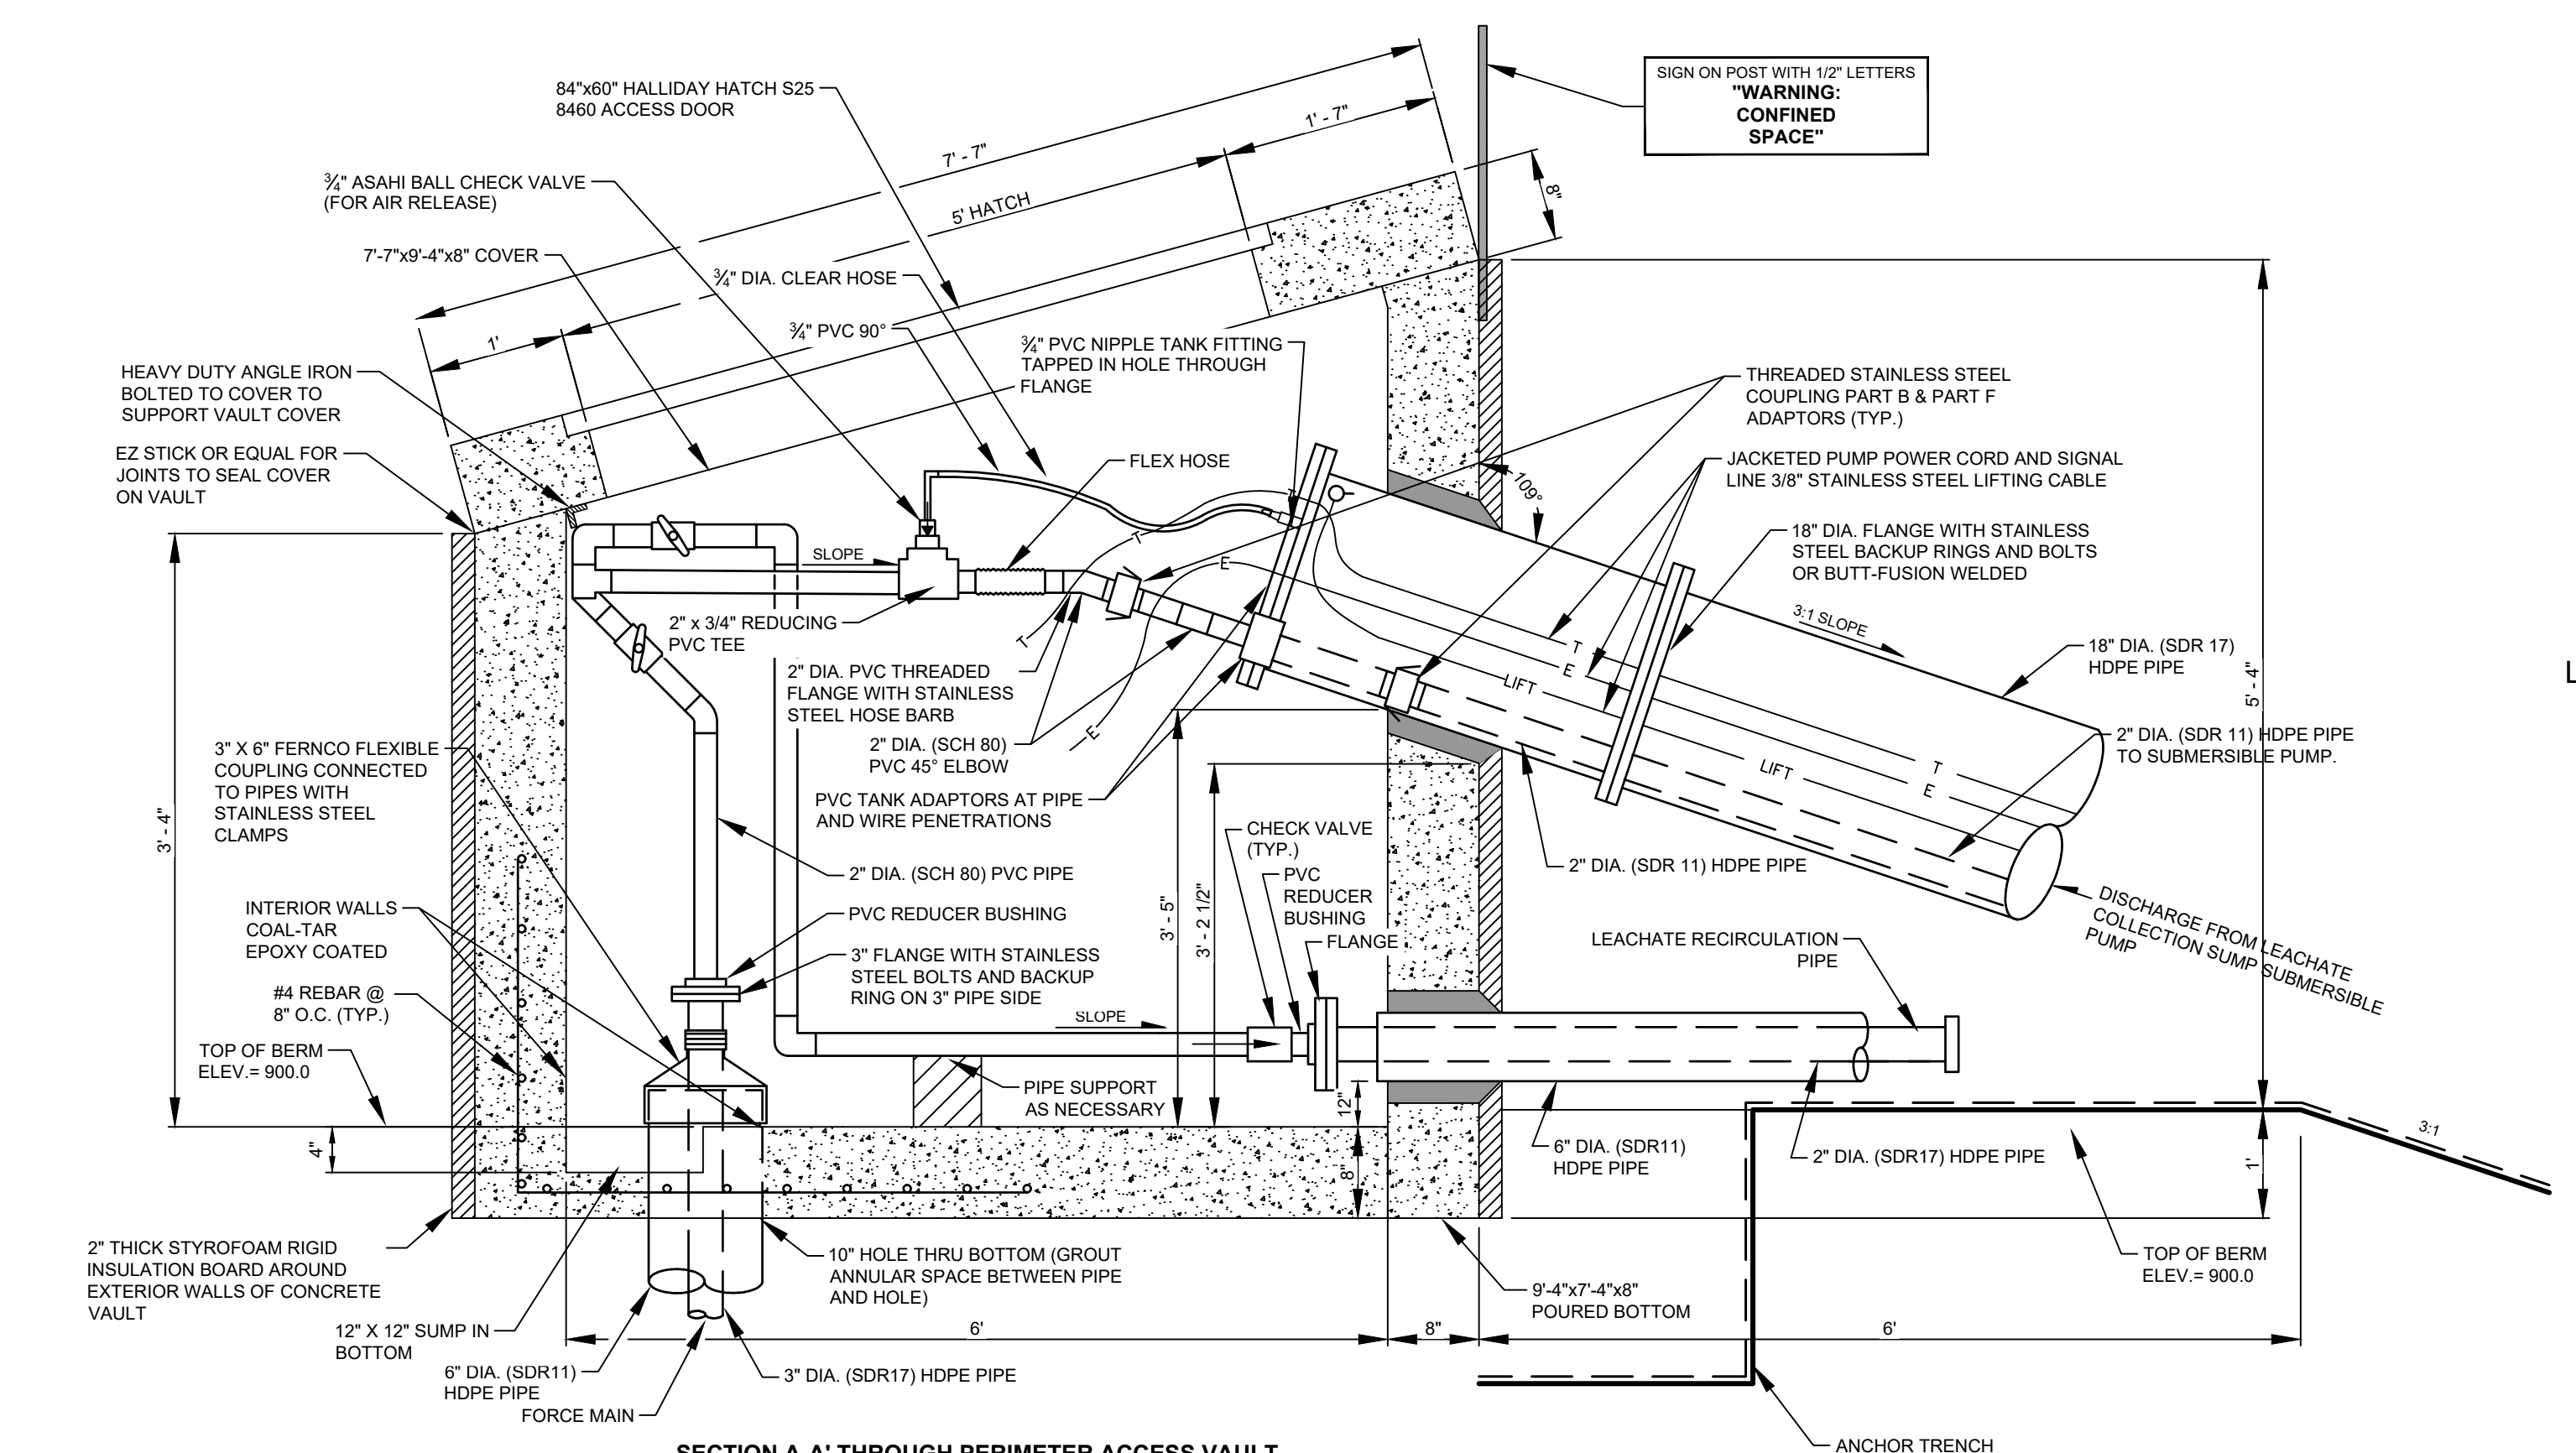 SIGN ON POST WITH 1/2" LETTERS
"WARNING:
CONFINED
SPACE"
84"x60" HALLIDAY HATCH S25
8460 ACCESS DOOR
7' - 7"
1' - 7"
5' HATCH
8"
1'
¾" ASAHI BALL CHECK VALVE
(FOR AIR RELEASE)
7'-7"x9'-4"x8" COVER
¾" DIA. CLEAR HOSE
¾" PVC 90°
¾" PVC NIPPLE TANK FITTING
TAPPED IN HOLE THROUGH
FLANGE
HEAVY DUTY ANGLE IRON
BOLTED TO COVER TO
SUPPORT VAULT COVER
EZ STICK OR EQUAL FOR
JOINTS TO SEAL COVER
ON VAULT
FLEX HOSE
THREADED STAINLESS STEEL
COUPLING PART B & PART F
ADAPTORS (TYP.)
JACKETED PUMP POWER CORD AND SIGNAL
LINE 3/8" STAINLESS STEEL LIFTING CABLE
109°
18" DIA. FLANGE WITH STAINLESS
STEEL BACKUP RINGS AND BOLTS
OR BUTT-FUSION WELDED
SLOPE
T
T
T
E
E
2" x 3/4" REDUCING
PVC TEE
3:1 SLOPE
18" DIA. (SDR 17)
HDPE PIPE
5' - 4"
L
T
E
LIFT
2" DIA. PVC THREADED
FLANGE WITH STAINLESS
STEEL HOSE BARB
2" DIA. (SCH 80)
PVC 45° ELBOW
2" DIA. (SDR 11) HDPE PIPE
TO SUBMERSIBLE PUMP.
LIFT
T
E
3" X 6" FERNCO FLEXIBLE
COUPLING CONNECTED
TO PIPES WITH
STAINLESS STEEL
CLAMPS
3' - 4"
PVC TANK ADAPTORS AT PIPE
AND WIRE PENETRATIONS
CHECK VALVE
(TYP.)
PVC
REDUCER
BUSHING
FLANGE
2" DIA. (SDR 11) HDPE PIPE
2" DIA. (SCH 80) PVC PIPE
PVC REDUCER BUSHING
3' - 5"
3' - 2 1/2"
DISCHARGE FROM LEACHATE
COLLECTION SUMP SUBMERSIBLE
PUMP
INTERIOR WALLS
COAL-TAR
EPOXY COATED
3" FLANGE WITH STAINLESS
STEEL BOLTS AND BACKUP
RING ON 3" PIPE SIDE
LEACHATE RECIRCULATION
PIPE
#4 REBAR @
8" O.C. (TYP.)
SLOPE
TOP OF BERM
ELEV.= 900.0
PIPE SUPPORT
AS NECESSARY
12"
4"
8"
6" DIA. (SDR11)
HDPE PIPE
2" DIA. (SDR17) HDPE PIPE
3:1
1'
2" THICK STYROFOAM RIGID
INSULATION BOARD AROUND
EXTERIOR WALLS OF CONCRETE
VAULT
10" HOLE THRU BOTTOM (GROUT
ANNULAR SPACE BETWEEN PIPE
AND HOLE)
9'-4"x7'-4"x8"
POURED BOTTOM
TOP OF BERM
ELEV.= 900.0
12" X 12" SUMP IN
BOTTOM
6'
8"
6'
6" DIA. (SDR11)
HDPE PIPE
3" DIA. (SDR17) HDPE PIPE
FORCE MAIN
ANCHOR TRENCH
SECTION A-A' THROUGH PERIMETER ACCESS VAULT